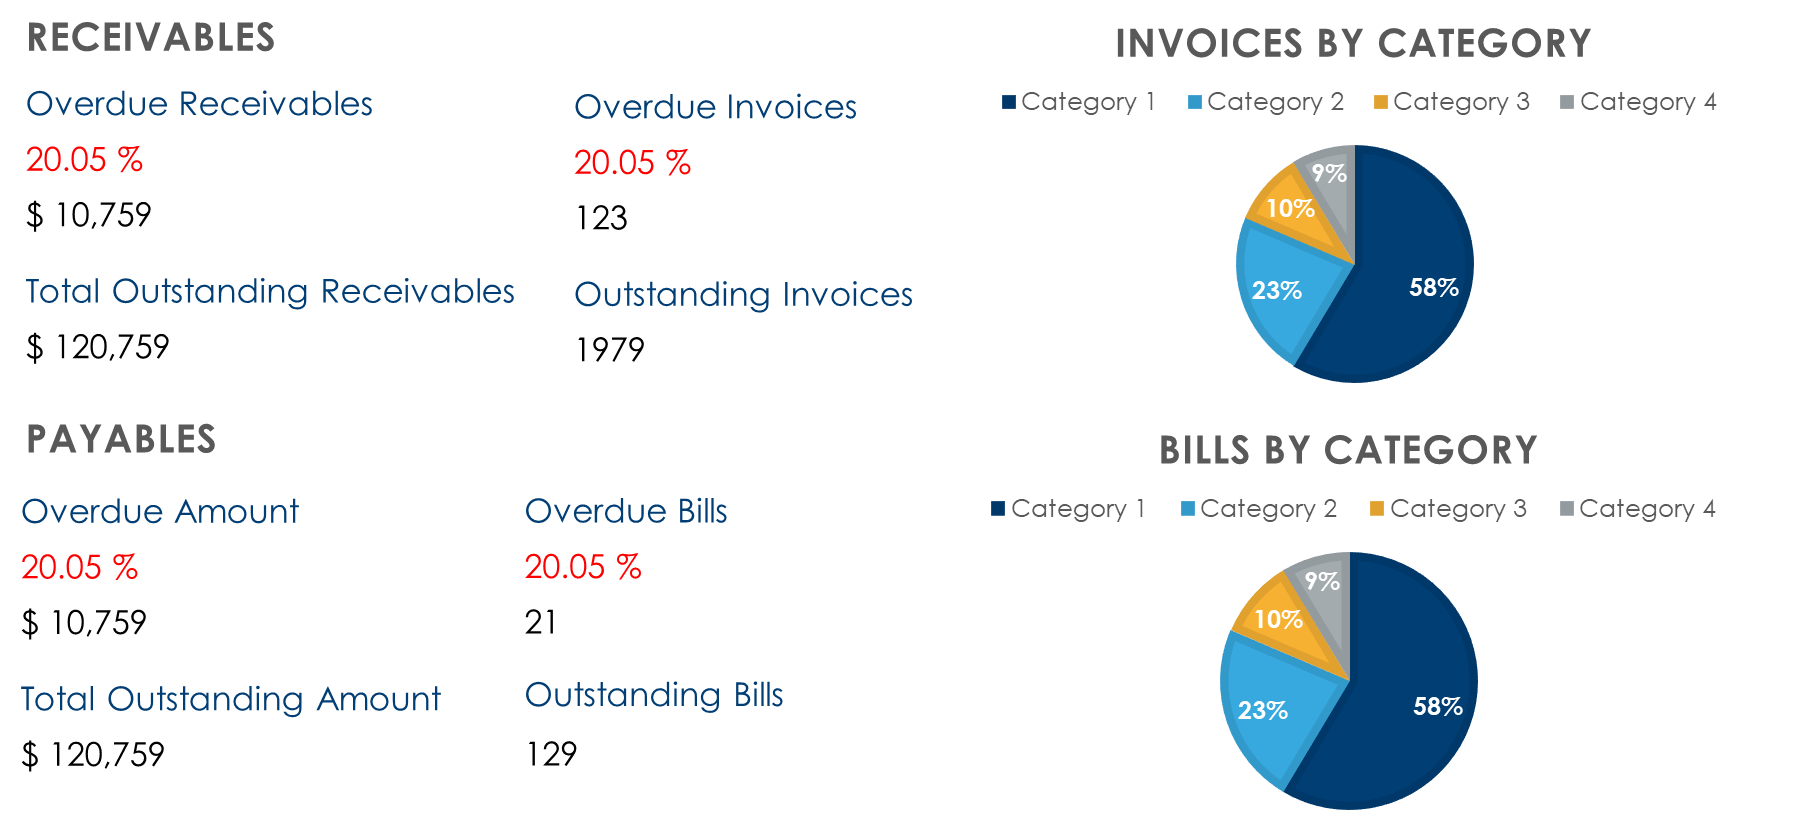 RECEIVABLES
Overdue Receivables
20.05 %
$ 10,759
Total Outstanding Receivables
$ 120,759
Overdue Invoices
20.05 %
123
Outstanding Invoices
1979
INVOICES BY CATEGORY
Category 1 Category 2 Category 3 Category 4
9%
10%
23%
58%
PAYABLES
Overdue Amount
20.05 %
$ 10,759
Total Outstanding Amount
$ 120,759
Overdue Bills
20.05 %
21
Outstanding Bills
129
BILLS BY CATEGORY
Category 1 Category 2 Category 3 Category 4
9%
10%
23%
58%